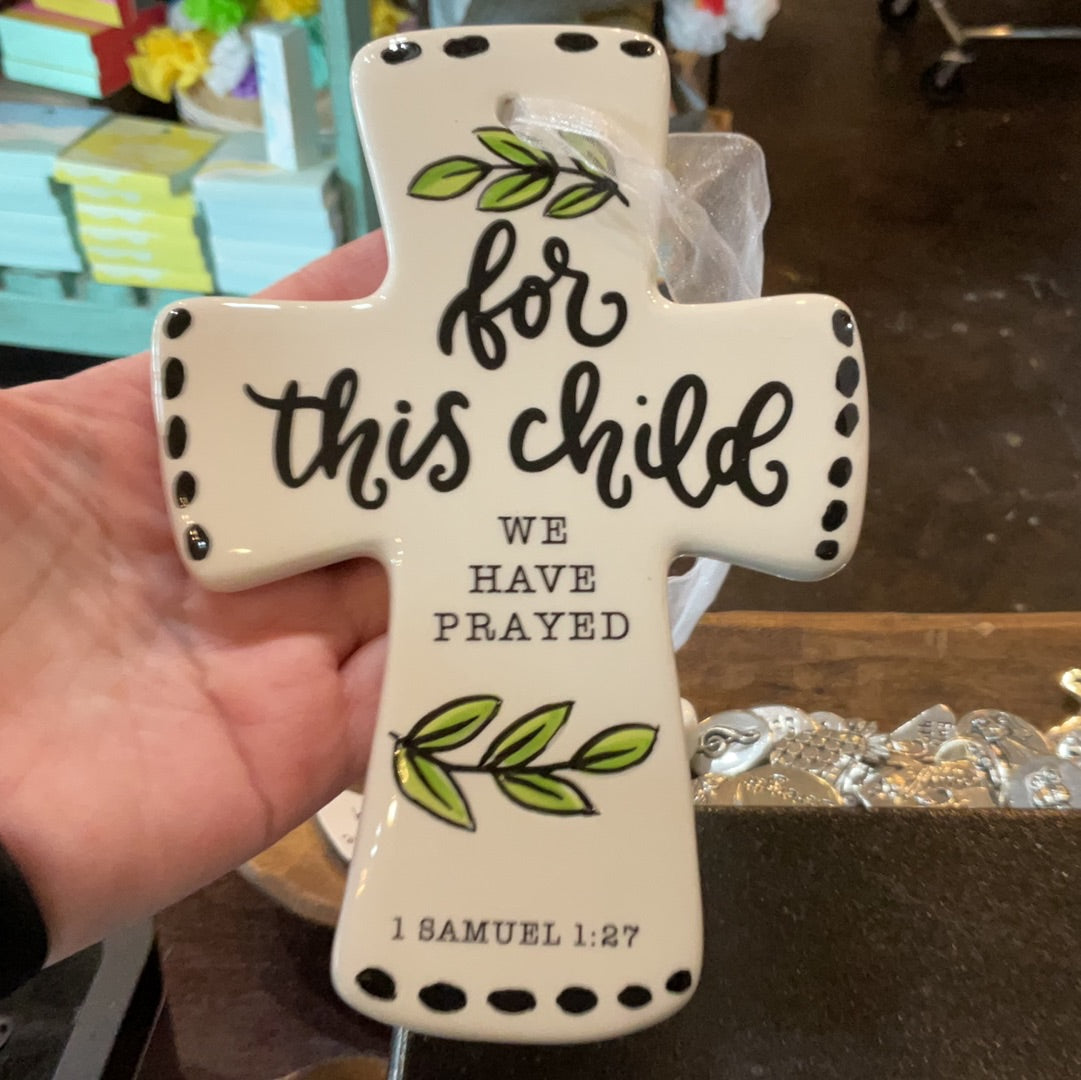 for
this child
WE
HAVE
PRAYED
1 SAMUEL 1:27